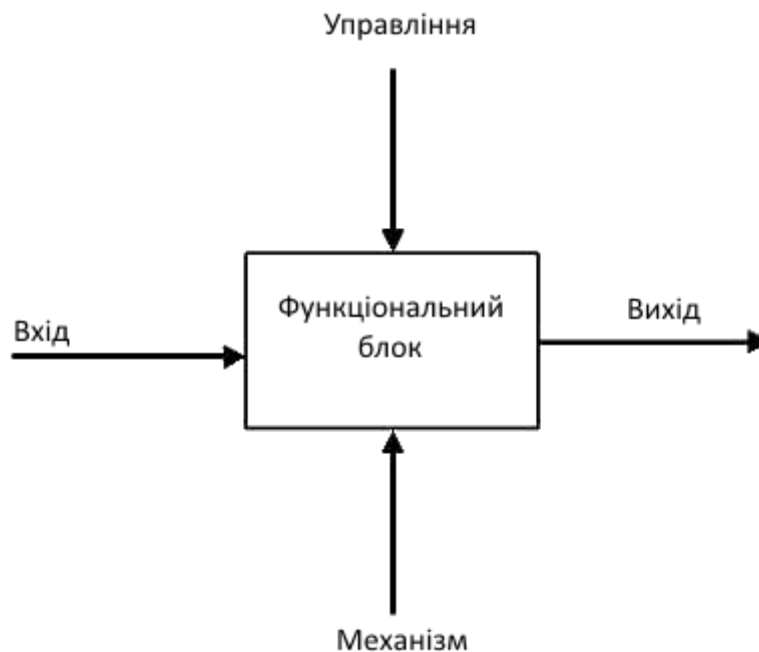 Управління
Функціональний
блок
Вхід
Вихід
Механізм